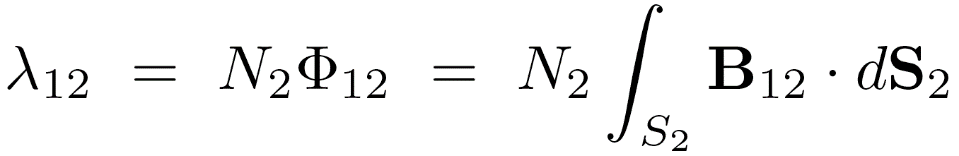 λ₁₂ = N₂Φ₁₂ = N₂ ∫_{S₂} 𝐁₁₂ · d𝐒₂